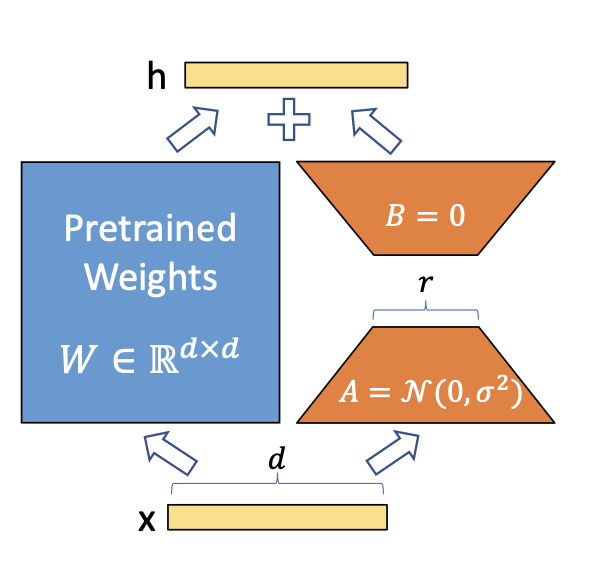 h
Pretrained
Weights
𝑊 ∈ ℝ^{𝑑×𝑑}
𝐵 = 0
𝑟
𝐴 = 𝒩(0, 𝜎²)
𝑑
x